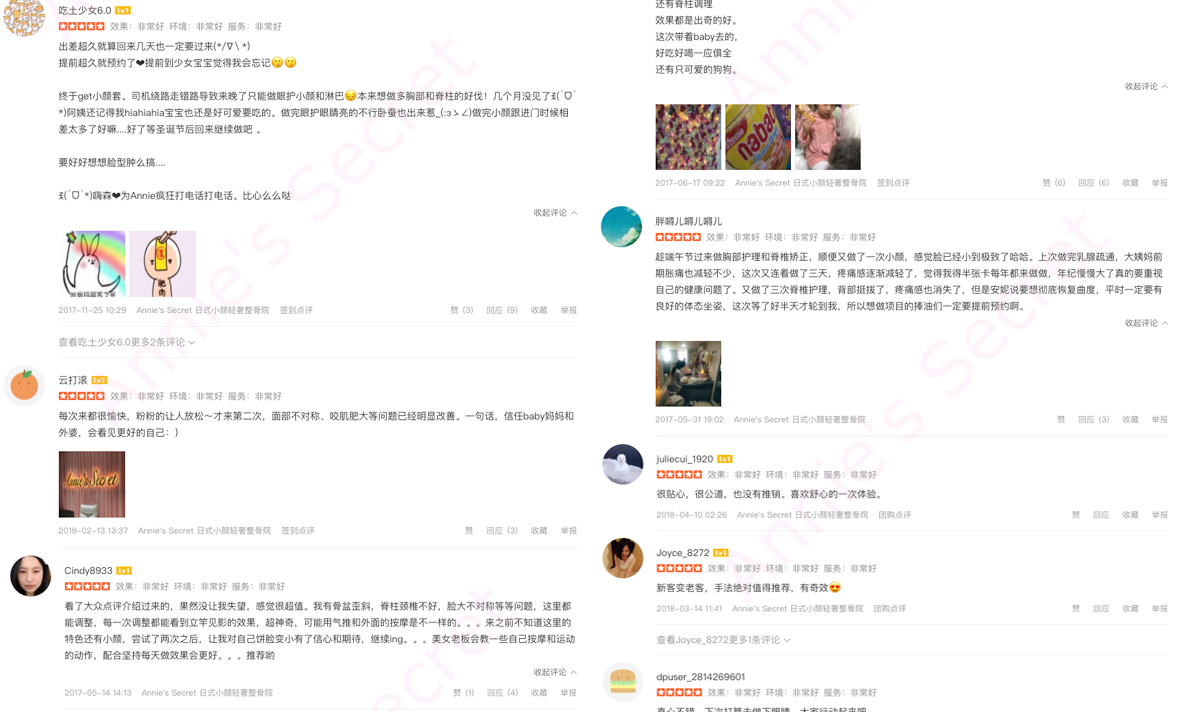 吃土少女6.0 Lv1
效果：非常好 环境：非常好 服务：非常好
出差超久就算回来几天也一定要过来(*/∇\*)
提前超久就预约了❤提前到少女宝宝觉得我会忘记🤫🤫
终于get小颜套。司机绕路走错路导致来晚了只能做眼护小颜和淋巴😔本来想做多胸部和脊柱的好伐！几个月没见了ξ(ˊᗜˋ
*)阿姨还记得我hiahiahia宝宝也还是好可爱要吃的。做完眼护眼睛亮的不行卧蚕也出来惹_(:зゝ∠)做完小颜跟进门时候相
差太多了好嘛....好了等圣诞节后回来继续做吧 。
要好好想想脸型肿么搞....
ξ(ˊᗜˋ*)嗨森❤为Annie疯狂打电话打电话。比心么么哒
收起评论
2017-11-25 10:29 Annie's Secret 日式小颜轻奢整骨院 签到点评 赞 (3) 回应 (9) 收藏 举报
查看吃土少女6.0更多2条评论
云打滚 Lv2
效果：非常好 环境：非常好 服务：非常好
每次来都很愉快，粉粉的让人放松～才来第二次，面部不对称、咬肌肥大等问题已经明显改善。一句话，信任baby妈妈和
外婆，会看见更好的自己：)
Annie's Secret
2018-02-13 13:37 Annie's Secret 日式小颜轻奢整骨院 签到点评 赞 回应 (3) 收藏 举报
Cindy8933 Lv1
效果：非常好 环境：非常好 服务：非常好
看了大众点评介绍过来的，果然没让我失望，感觉很超值。我有骨盆歪斜，脊柱颈椎不好，脸大不对称等等问题，这里都
能调整，每一次调整都能看到立竿见影的效果，超神奇，可能用气推和外面的按摩是不一样的。。。来之前不知道这里的
特色还有小颜，尝试了两次之后，让我对自己饼脸变小有了信心和期待，继续ing。。。美女老板会教一些自己按摩和运动
的动作，配合坚持每天做效果会更好。。。推荐哟
收起评论
2017-05-14 14:13 Annie's Secret 日式小颜轻奢整骨院 赞 (1) 回应 (4) 收藏 举报
还有脊柱调理
效果都是出奇的好。
这次带着baby去的，
好吃好喝一应俱全
还有只可爱的狗狗。
收起评论
nabati
2017-06-17 09:22 Annie's Secret 日式小颜轻奢整骨院 签到点评 赞 (6) 回应 (6) 收藏 举报
胖嘚儿嘚儿嘚儿
效果：非常好 环境：非常好 服务：非常好
趁端午节过来做胸部护理和脊椎矫正，顺便又做了一次小颜，感觉脸已经小到极致了哈哈。上次做完乳腺疏通，大姨妈前
期胀痛也减轻不少，这次又连着做了三天，疼痛感逐渐减轻了，觉得我得半张卡每年都来做做，年纪慢慢大了真的要重视
自己的健康问题了。又做了三次脊椎护理，背部挺拔了，疼痛感也消失了，但是安妮说要想彻底恢复曲度，平时一定要有
良好的体态坐姿，这次等了好半天才轮到我，所以想做项目的捧油们一定要提前预约啊。
收起评论
2017-05-31 19:02 Annie's Secret 日式小颜轻奢整骨院 赞 回应 (3) 收藏 举报
juliecui_1920 Lv1
效果：非常好 环境：非常好 服务：非常好
很贴心，很公道，也没有推销。喜欢舒心的一次体验。
2018-04-10 02:26 Annie's Secret 日式小颜轻奢整骨院 团购点评 赞 回应 收藏 举报
Joyce_8272 Lv1
效果：非常好 环境：非常好 服务：非常好
新客变老客，手法绝对值得推荐，有奇效😍
2018-03-14 11:41 Annie's Secret 日式小颜轻奢整骨院 团购点评 赞 回应 收藏 举报
查看Joyce_8272更多1条评论
dpuser_2814269601
效果：非常好 环境：非常好 服务：非常好
真心不错，下次打算去做下眼睛，大家行动起来吧
Annie's Secret
Annie's Secret